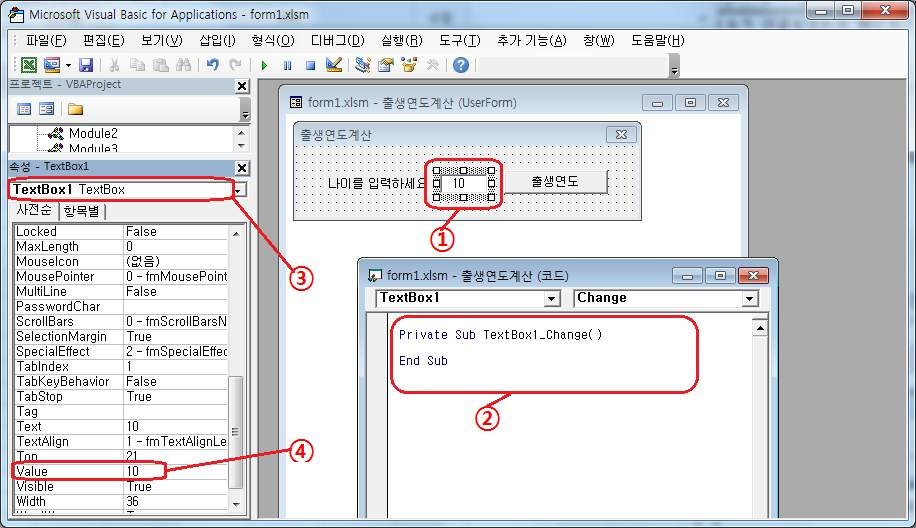 Microsoft Visual Basic for Applications - form1.xlsm
파일(F) 편집(E) 보기(V) 삽입(I) 형식(O) 디버그(D) 실행(R) 도구(T) 추가 기능(A) 창(W) 도움말(H)
프로젝트 - VBAProject
Module2
Module3
속성 - TextBox1
TextBox1 TextBox
사전순 항목별
Locked False
MaxLength 0
MouseIcon (없음)
MousePointer 0 - fmMousePoint
MultiLine False
PasswordChar
ScrollBars 0 - fmScrollBarsN
SelectionMargin True
SpecialEffect 2 - fmSpecialEffec
TabIndex 1
TabKeyBehavior False
TabStop True
Tag
Text 10
TextAlign 1 - fmTextAlignLe
Top 21
Value 10
Visible True
Width 36
③
④
form1.xlsm - 출생연도계산 (UserForm)
출생연도계산
나미를 입력하세요 10 출생연도
①
form1.xlsm - 출생연도계산 (코드)
TextBox1 Change
Private Sub TextBox1_Change()
End Sub
②